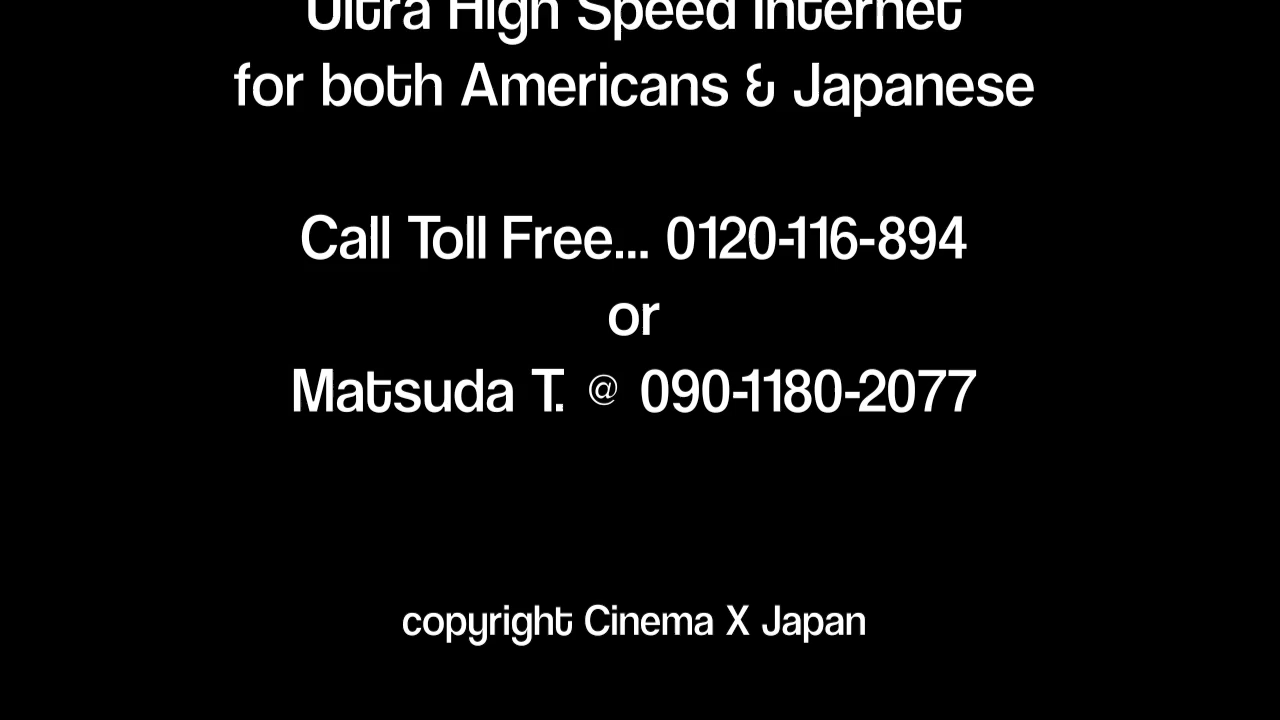 Ultra High Speed Internet
for both Americans & Japanese
Call Toll Free... 0120-116-894
or
Matsuda T. @ 090-1180-2077
copyright Cinema X Japan